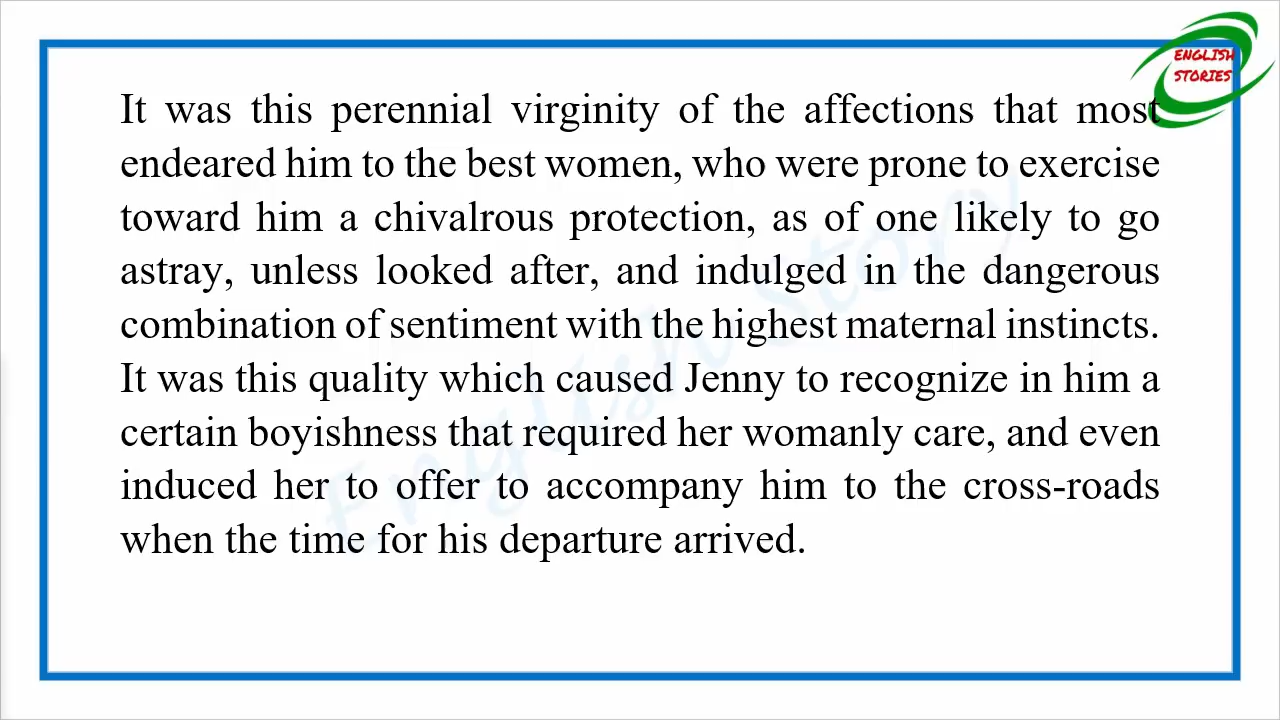 ENGLISH
STORIES
It was this perennial virginity of the affections that most
endeared him to the best women, who were prone to exercise
toward him a chivalrous protection, as of one likely to go
astray, unless looked after, and indulged in the dangerous
combination of sentiment with the highest maternal instincts.
It was this quality which caused Jenny to recognize in him a
certain boyishness that required her womanly care, and even
induced her to offer to accompany him to the cross-roads
when the time for his departure arrived.
English Story